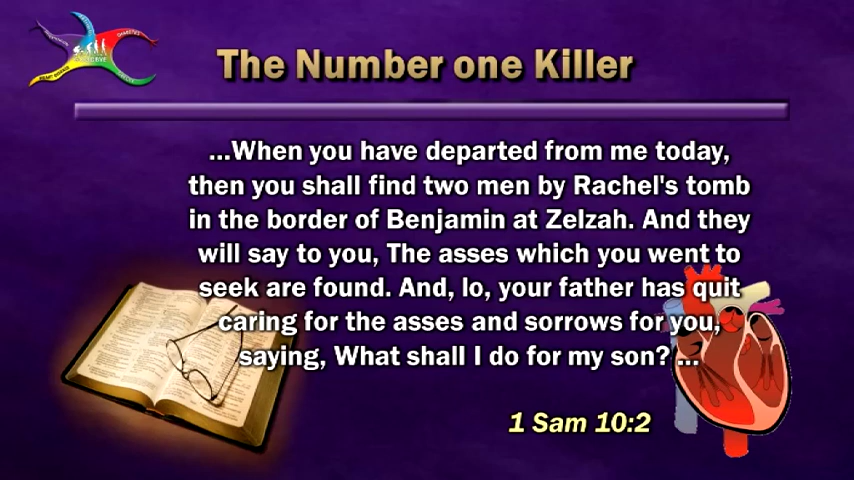 The Number one Killer
...When you have departed from me today,
then you shall find two men by Rachel's tomb
in the border of Benjamin at Zelzah. And they
will say to you, The asses which you went to
seek are found. And, lo, your father has quit
caring for the asses and sorrows for you,
saying, What shall I do for my son? ...
1 Sam 10:2